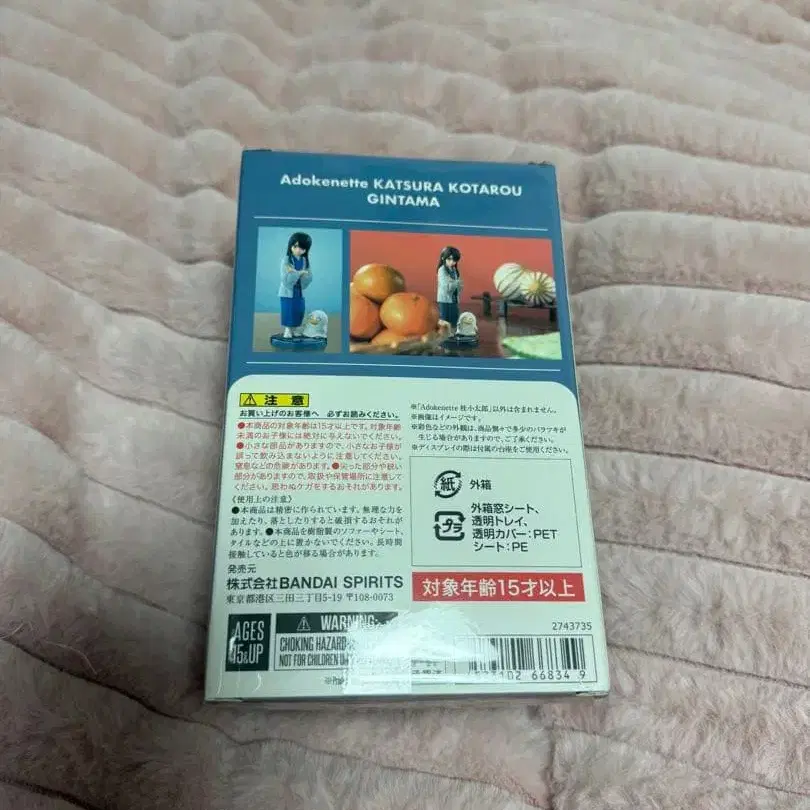 Adokenette KATSURA KOTAROU
GINTAMA
注 意
お買い上げのお客様へ 必ずお読みください。
●本商品の対象年齢は15才以上です。対象年齢
未満のお子様には絶対に与えないでください。
●小さな部品がありますので、小さなお子様が
誤って飲み込まないように注意してください。
窒息などの危険があります。●尖った部分や鋭い
部分がありますので、取扱や保管場所に注意して
ください。思わぬケガをするおそれがあります。
〈使用上の注意〉
●本商品は精密に作られています。無理な力を
加えたり、落としたりすると破損するおそれが
あります。●本商品を樹脂製のソファーやシート、
タイルなどの上に置かないでください。長時間
接触していると色が移る場合があります。
発売元
株式会社BANDAI SPIRITS
東京都港区三田三丁目5-19 〒108-0073
※「Adokenette 桂小太郎」以外は含まれません。
※画像はイメージです。
※彩色などの外観は、商品個々で多少のバラツキが
生じる場合がありますので、ご了承ください。
※ディスプレイの際は付属の台座をご使用ください。
紙 外箱
プラ 外箱窓シート、
透明トレイ、
透明カバー:PET
シート:PE
対象年齢15才以上
AGES
15&UP
WARNING:
CHOKING HAZARD
NOT FOR CHILDREN
2743735
66834 9